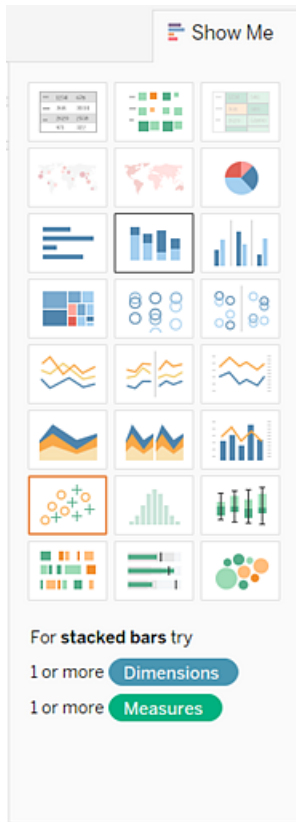 Show Me
For stacked bars try
1 or more Dimensions
1 or more Measures